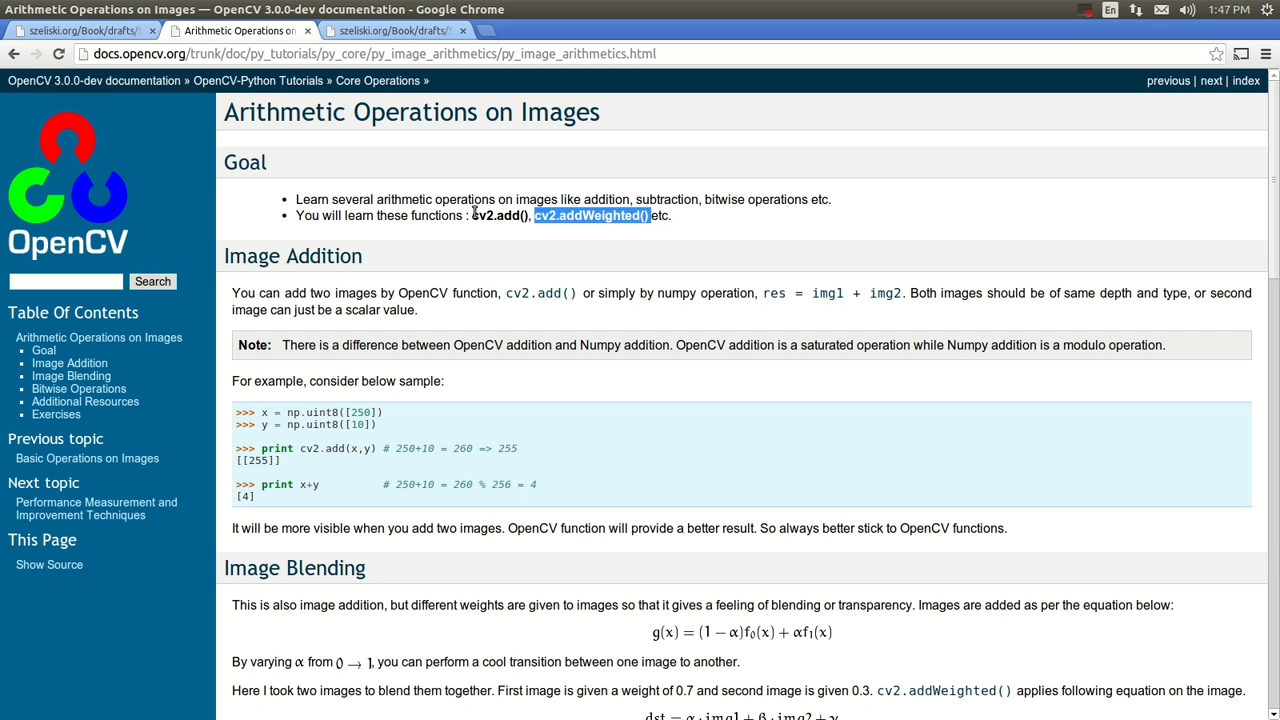 Arithmetic Operations on Images — OpenCV 3.0.0-dev documentation - Google Chrome
En
1:47 PM
szeliski.org/Book/drafts/
Arithmetic Operations on
szeliski.org/Book/drafts/
docs.opencv.org/trunk/doc/py_tutorials/py_core/py_image_arithmetics/py_image_arithmetics.html
OpenCV 3.0.0-dev documentation » OpenCV-Python Tutorials » Core Operations »
previous | next | index
OpenCV
Search
Table Of Contents
Arithmetic Operations on Images
Goal
Image Addition
Image Blending
Bitwise Operations
Additional Resources
Exercises
Previous topic
Basic Operations on Images
Next topic
Performance Measurement and
Improvement Techniques
This Page
Show Source
Arithmetic Operations on Images
Goal
• Learn several arithmetic operations on images like addition, subtraction, bitwise operations etc.
• You will learn these functions : cv2.add(), cv2.addWeighted() etc.
Image Addition
You can add two images by OpenCV function, cv2.add() or simply by numpy operation, res = img1 + img2. Both images should be of same depth and type, or second
image can just be a scalar value.
Note: There is a difference between OpenCV addition and Numpy addition. OpenCV addition is a saturated operation while Numpy addition is a modulo operation.
For example, consider below sample:
>>> x = np.uint8([250])
>>> y = np.uint8([10])
>>> print cv2.add(x,y) # 250+10 = 260 => 255
[[255]]
>>> print x+y # 250+10 = 260 % 256 = 4
[4]
It will be more visible when you add two images. OpenCV function will provide a better result. So always better stick to OpenCV functions.
Image Blending
This is also image addition, but different weights are given to images so that it gives a feeling of blending or transparency. Images are added as per the equation below:
g(x) = (1 − α)f₀(x) + αf₁(x)
By varying α from 0 → 1, you can perform a cool transition between one image to another.
Here I took two images to blend them together. First image is given a weight of 0.7 and second image is given 0.3. cv2.addWeighted() applies following equation on the image.
dst = α · img1 + β · img2 + γ